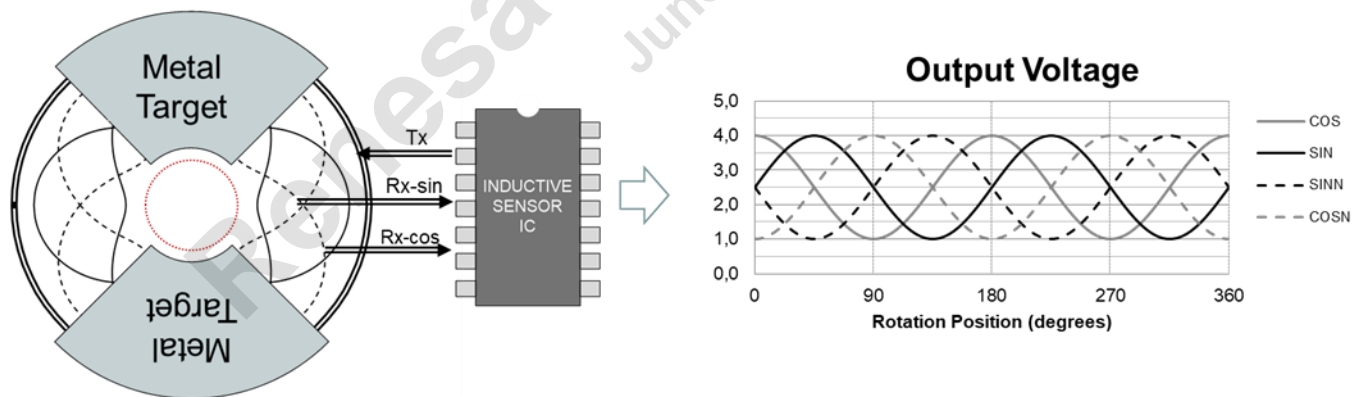 Metal
Target
Metal
Target
Tx
Rx-sin
Rx-cos
INDUCTIVE
SENSOR
IC
Output Voltage
5,0
4,0
3,0
2,0
1,0
0,0
0 90 180 270 360
Rotation Position (degrees)
COS
SIN
SINN
COSN
Renesa
June